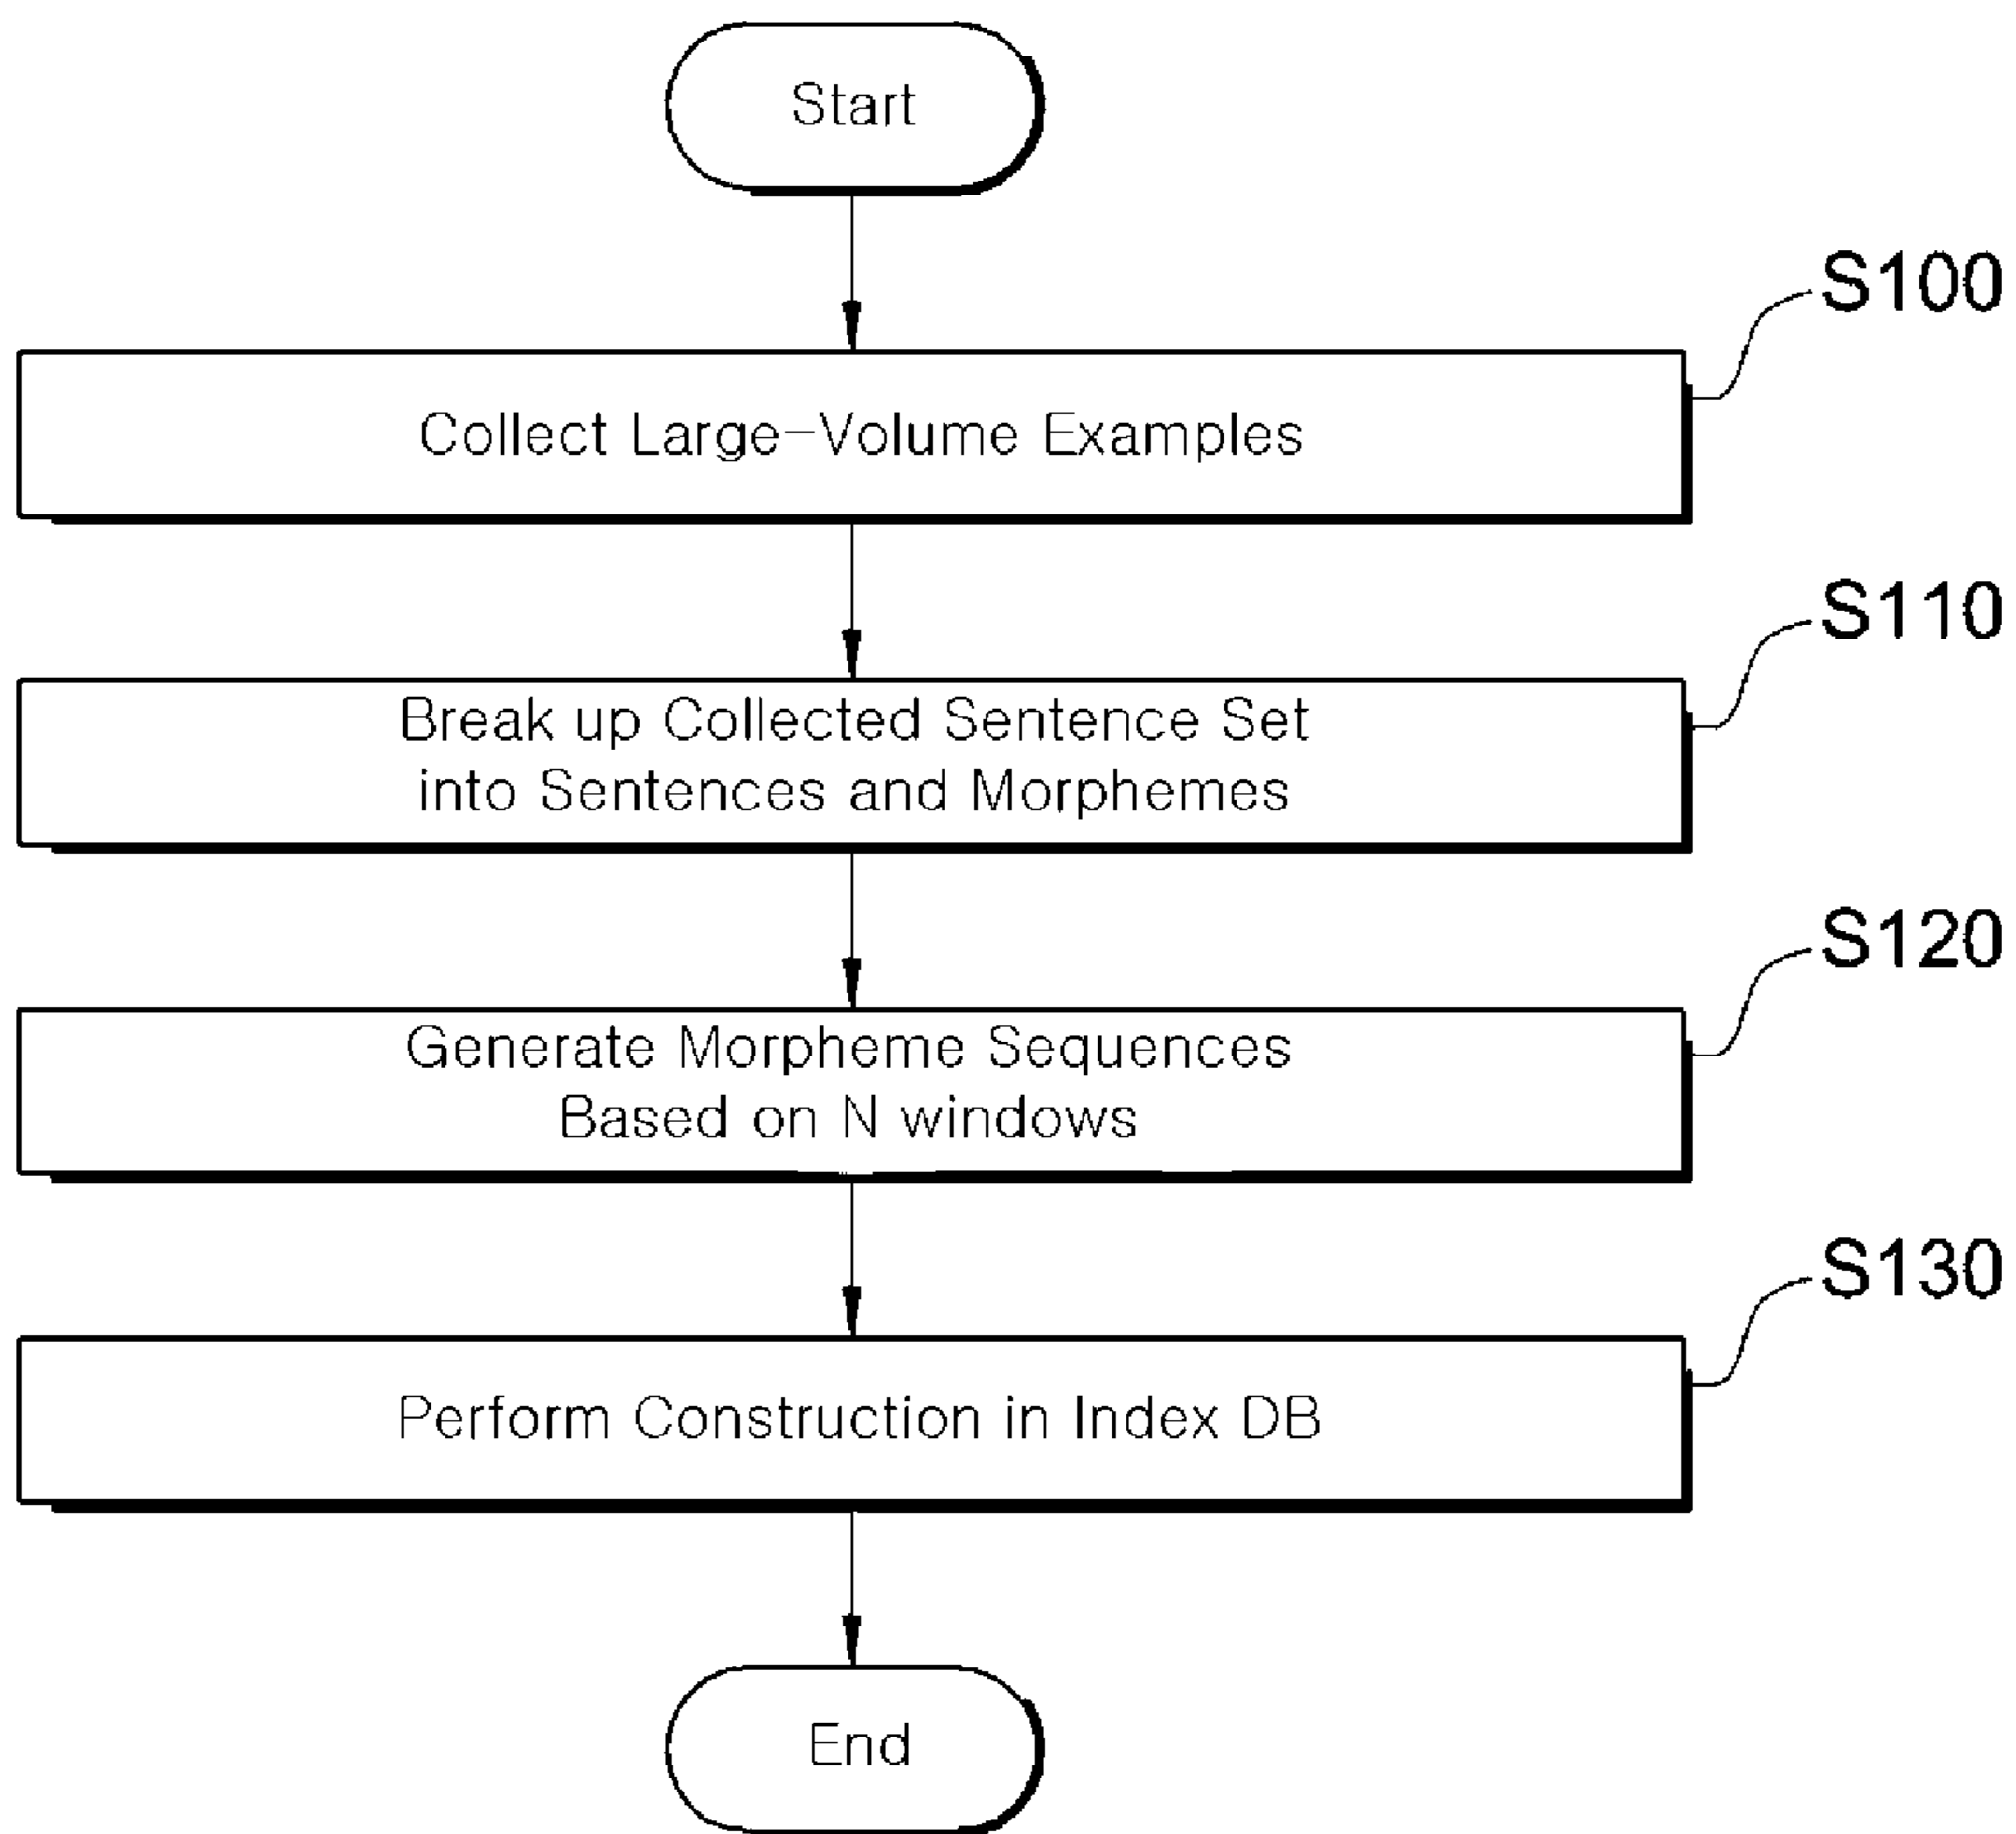 Start
S100
Collect Large-Volume Examples
S110
Break up Collected Sentence Set
into Sentences and Morphemes
S120
Generate Morpheme Sequences
Based on N windows
S130
Perform Construction in Index DB
End